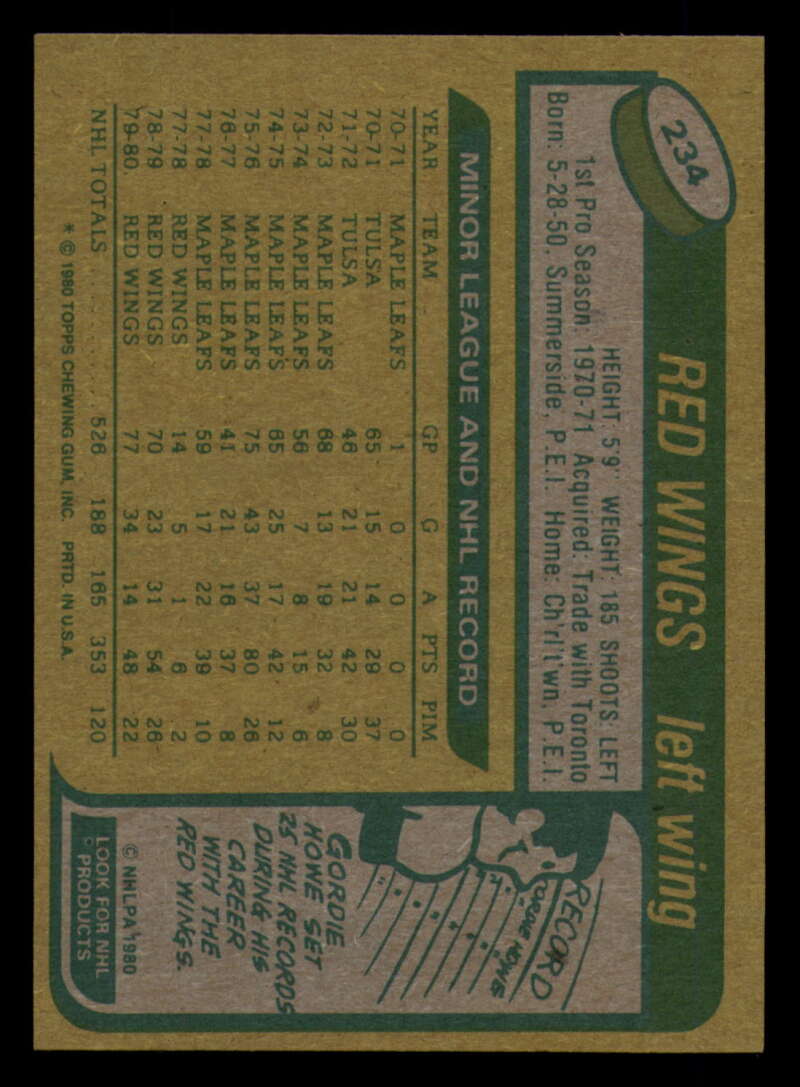 234
RED WINGS left wing
HEIGHT: 5'9" WEIGHT: 185 SHOOTS: LEFT
1st Pro Season: 1970-71 Acquired: Trade with Toronto
Born: 5-28-50, Summerside, P.E.I. Home: Ch'rl't'wn, P.E.I.
MINOR LEAGUE AND NHL RECORD
YEAR TEAM GP G A PTS PIM
70-71 MAPLE LEAFS 1 0 0 0 0
70-71 TULSA 65 15 14 29 37
71-72 TULSA 46 21 21 42 30
72-73 MAPLE LEAFS 68 13 19 32 8
73-74 MAPLE LEAFS 56 7 8 15 6
74-75 MAPLE LEAFS 65 25 17 42 12
75-76 MAPLE LEAFS 75 43 37 80 26
76-77 MAPLE LEAFS 41 21 16 37 8
77-78 MAPLE LEAFS 59 17 22 39 10
77-78 RED WINGS 14 5 1 6 2
78-79 RED WINGS 70 23 31 54 26
79-80 RED WINGS 77 34 14 48 22
NHL TOTALS . . . . . . . . . . . 526 188 165 353 120
* © 1980 TOPPS CHEWING GUM, INC. PRTD. IN U.S.A.
RECORD
GORDIE HOWE
GORDIE
HOWE SET
25 NHL RECORDS
DURING HIS
CAREER
WITH THE
RED WINGS.
© NHLPA 1980
LOOK FOR NHL
PRODUCTS